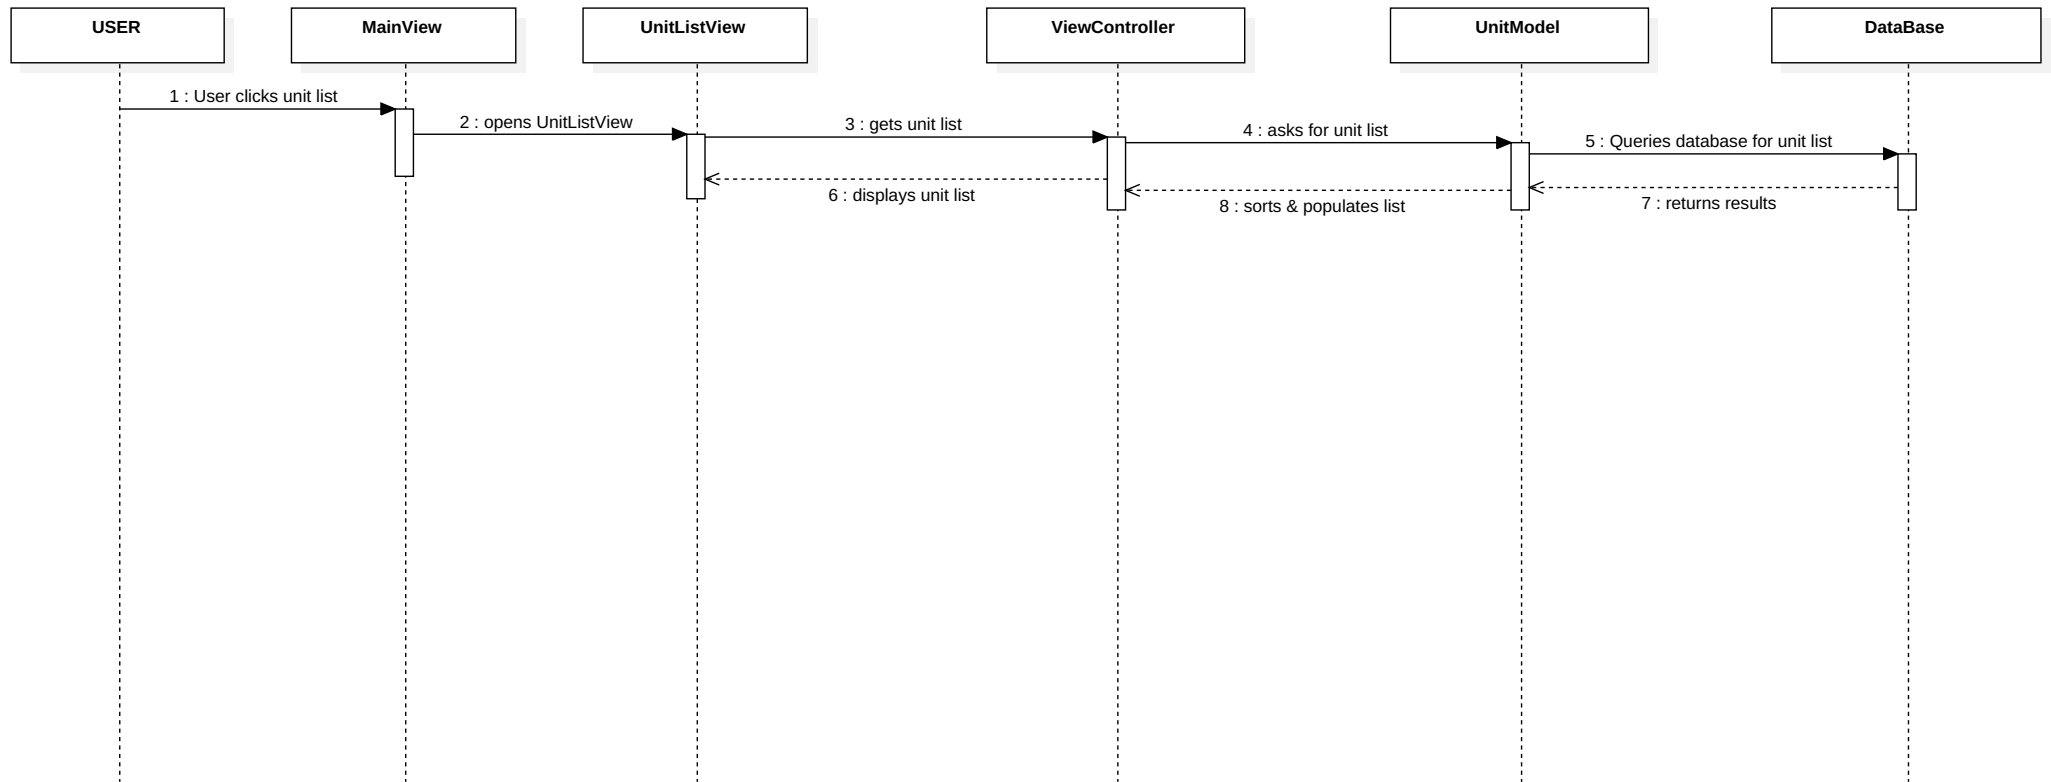 USER
MainView
UnitListView
ViewController
UnitModel
DataBase
1 : User clicks unit list
2 : opens UnitListView
3 : gets unit list
4 : asks for unit list
5 : Queries database for unit list
6 : displays unit list
8 : sorts & populates list
7 : returns results